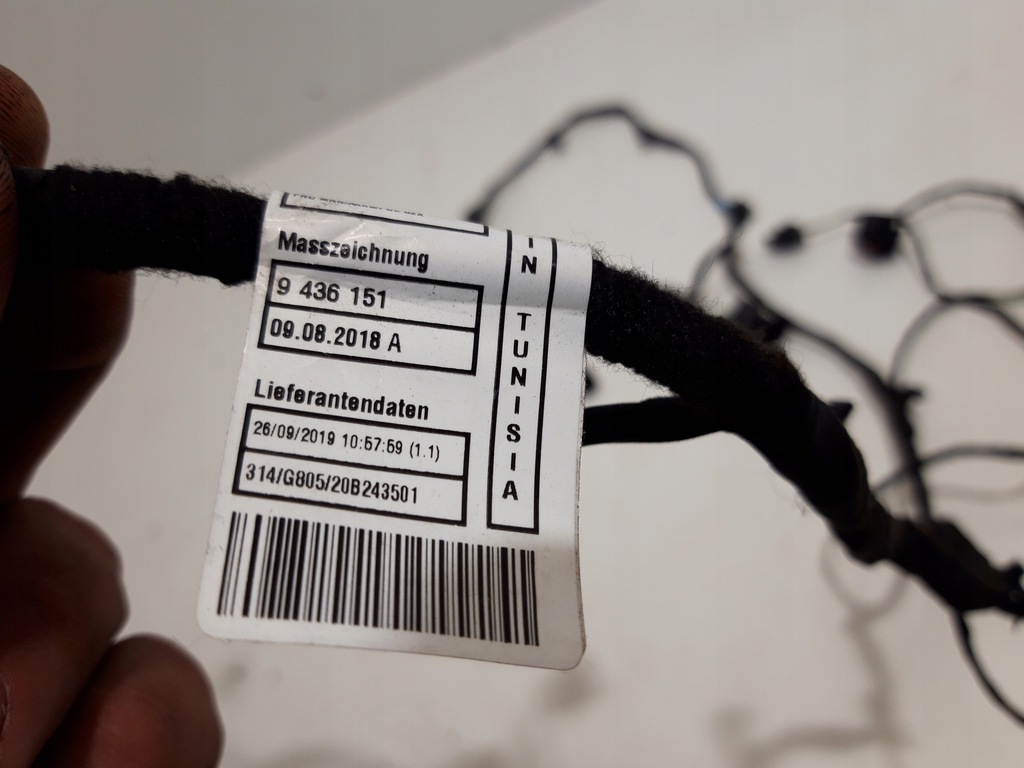 Masszeichnung
9 436 151
09.08.2018 A
Lieferantendaten
26/09/2019 10:57:59 (1.1)
314/G805/20B243501
IN TUNISIA